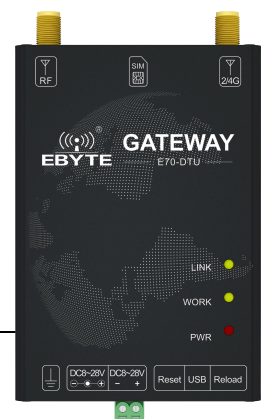 RF
SIM
2/4G
®
EBYTE
GATEWAY
E70-DTU
LINK
WORK
PWR
DC8~28V DC8~28V
- + - +
Reset USB Reload